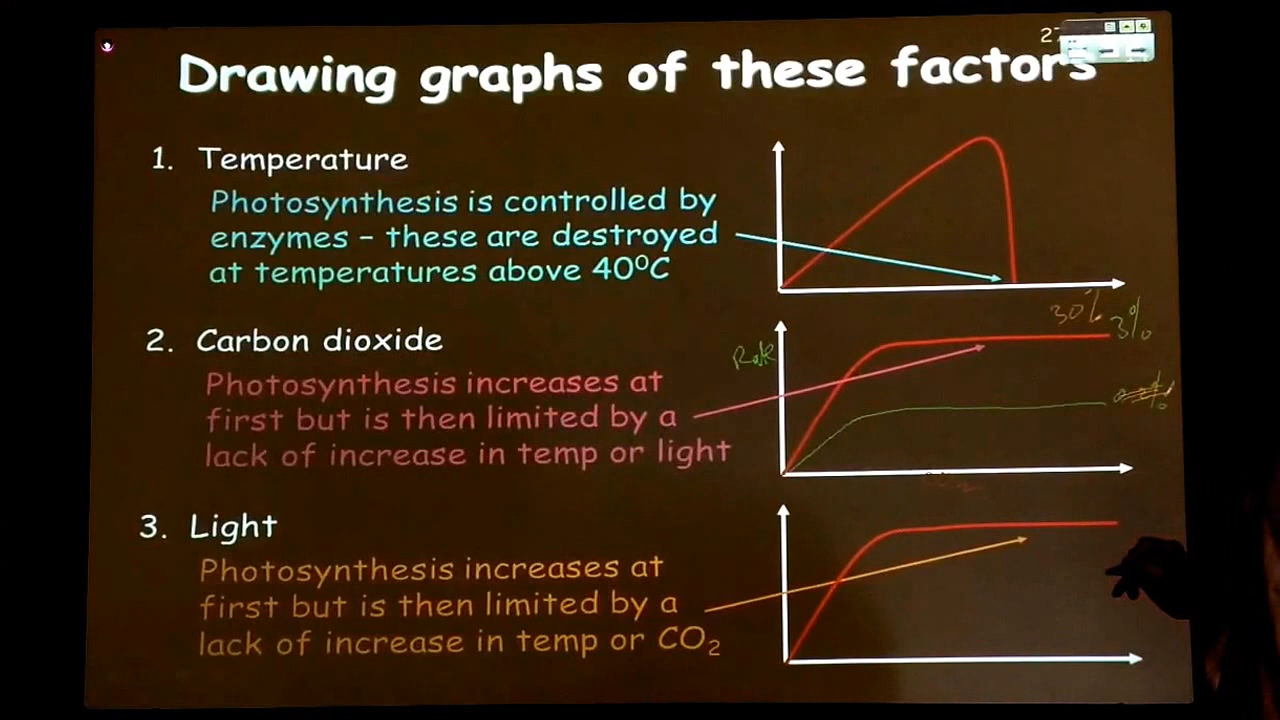 Drawing graphs of these factors
1. Temperature
Photosynthesis is controlled by
enzymes – these are destroyed
at temperatures above 40⁰C
2. Carbon dioxide
Photosynthesis increases at
first but is then limited by a
lack of increase in temp or light
Rate
30%
3%
3. Light
Photosynthesis increases at
first but is then limited by a
lack of increase in temp or CO₂